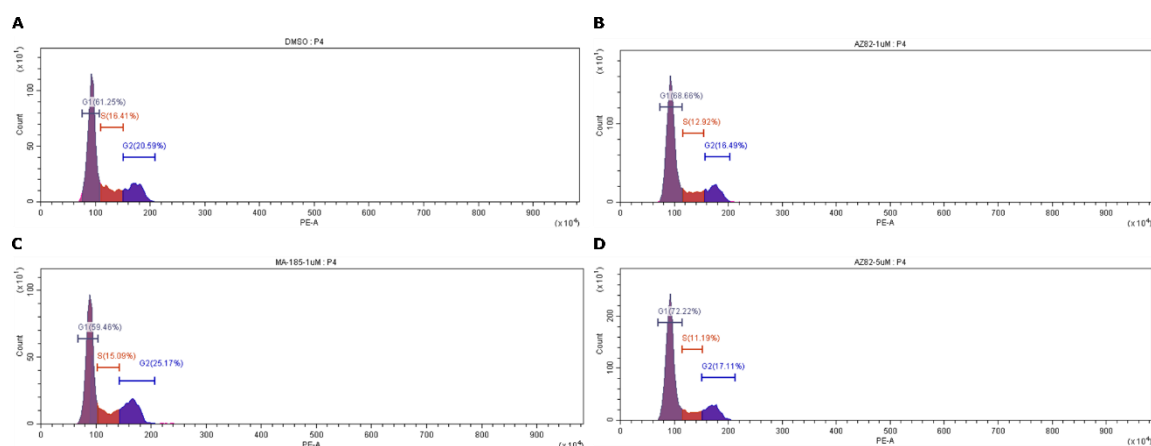 A
DMSO : P4
(x10¹)
Count
100
50
0
G1(61.25%)
S(16.41%)
G2(20.59%)
0 100 200 300 400 500 600 700 800 900
PE-A
(x10⁴)
B
AZ82-1uM : P4
(x10¹)
Count
100
0
G1(68.66%)
S(12.92%)
G2(16.49%)
0 100 200 300 400 500 600 700 800 900
PE-A
(x10⁴)
C
MA-185-1uM : P4
(x10¹)
Count
100
50
0
G1(59.46%)
S(15.09%)
G2(25.17%)
0 100 200 300 400 500 600 700 800 900
PE-A
(x10⁴)
D
AZ82-5uM : P4
(x10¹)
Count
200
100
0
G1(72.22%)
S(11.19%)
G2(17.11%)
0 100 200 300 400 500 600 700 800 900
PE-A
(x10⁴)